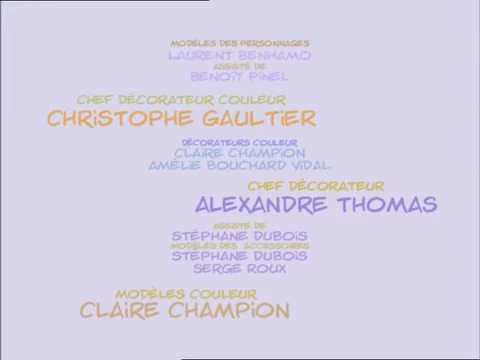 MODÈLES DES PERSONNAGES
LAURENT BENHAMO
ASSISTÉ DE
BENOÎT PINEL
CHEF DÉCORATEUR COULEUR
CHRISTOPHE GAULTIER
DÉCORATEURS COULEUR
CLAIRE CHAMPION
AMÉLIE BOUCHARD VIDAL
CHEF DÉCORATEUR
ALEXANDRE THOMAS
ASSISTÉ DE
STÉPHANE DUBOIS
MODÈLES DES ACCESSOIRES
STÉPHANE DUBOIS
SERGE ROUX
MODÈLES COULEUR
CLAIRE CHAMPION